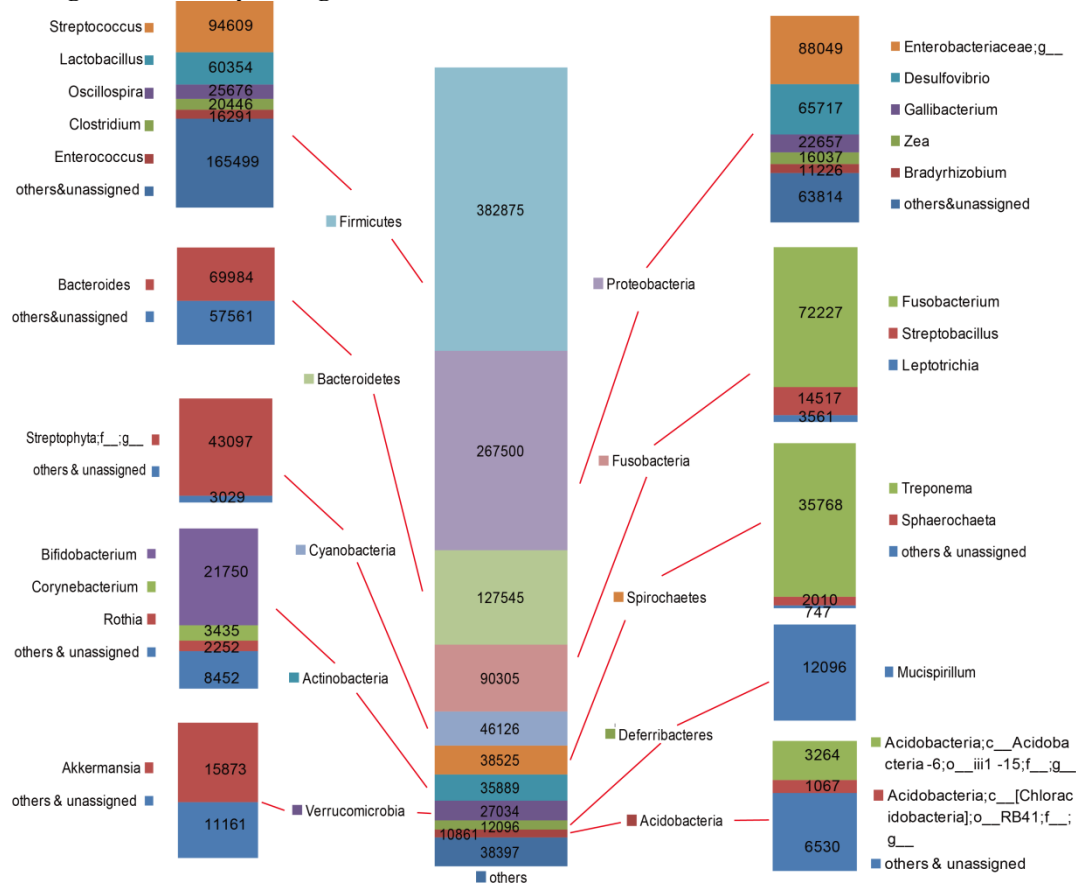 Streptococcus
Lactobacillus
Oscillospira
Clostridium
Enterococcus
others&unassigned
94609
60354
25676
20446
16291
165499
Firmicutes
Bacteroides
others&unassigned
69984
57561
Bacteroidetes
Streptophyta;f__;g__
others & unassigned
43097
3029
Cyanobacteria
Bifidobacterium
Corynebacterium
Rothia
others & unassigned
21750
3435
2252
8452
Actinobacteria
Akkermansia
others & unassigned
15873
11161
Verrucomicrobia
382875
267500
127545
90305
46126
38525
35889
27034
12096
10861
38397
others
Proteobacteria
88049
65717
22657
16037
11226
63814
Enterobacteriaceae;g__
Desulfovibrio
Gallibacterium
Zea
Bradyrhizobium
others&unassigned
Fusobacteria
72227
14517
3561
Fusobacterium
Streptobacillus
Leptotrichia
Spirochaetes
35768
2010
747
Treponema
Sphaerochaeta
others & unassigned
Deferribacteres
12096
Mucispirillum
Acidobacteria
3264
1067
6530
Acidobacteria;c__Acidoba
cteria -6;o__iii1 -15;f__;g__
Acidobacteria;c__[Chlorac
idobacteria];o__RB41;f__;
g__
others & unassigned